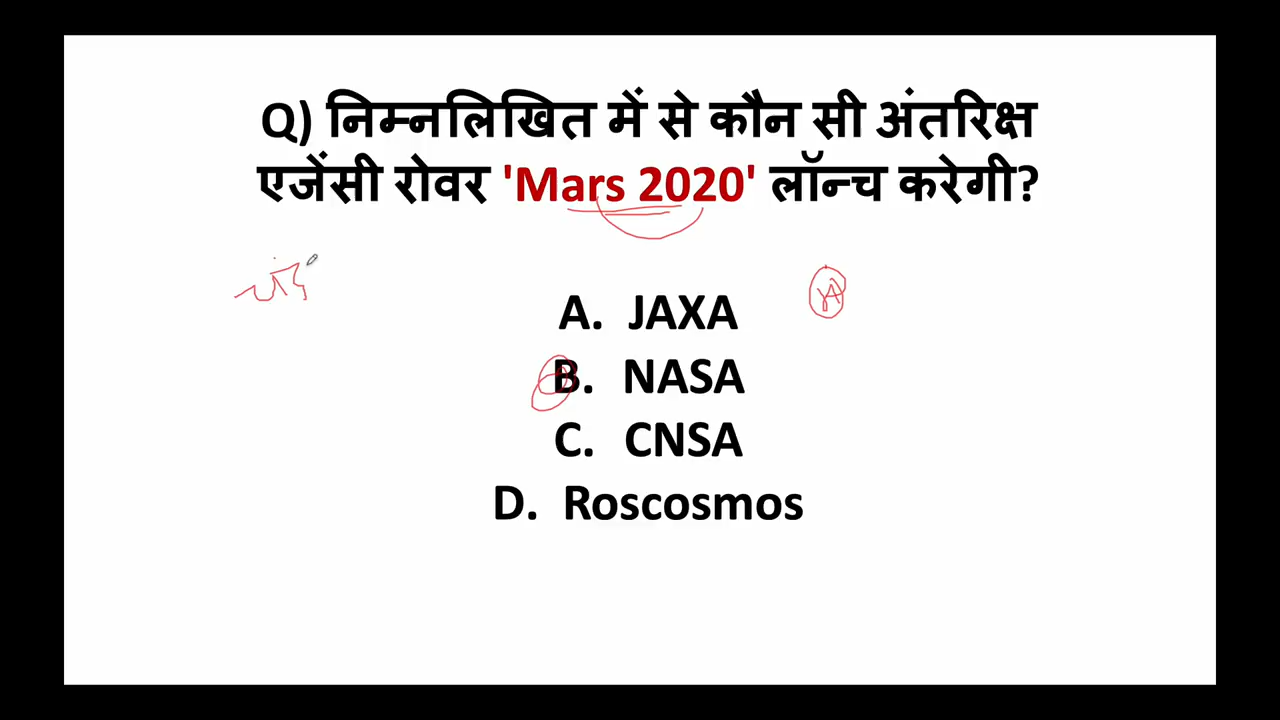 Q) निम्नलिखित में से कौन सी अंतरिक्ष
एजेंसी रोवर 'Mars 2020' लॉन्च करेगी?
A. JAXA
B. NASA
C. CNSA
D. Roscosmos